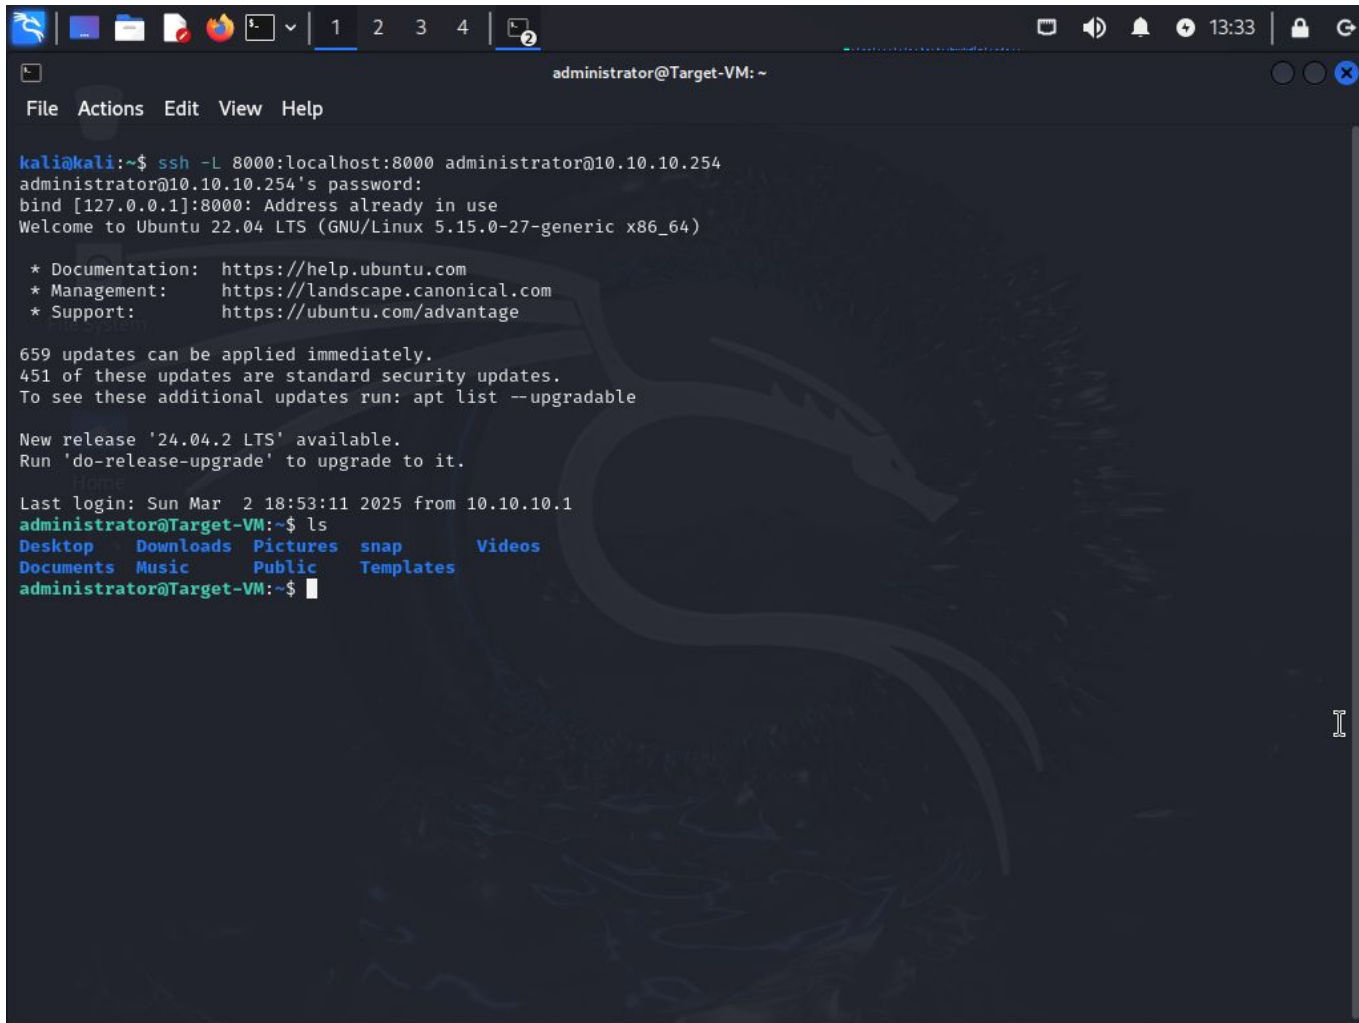 1 2 3 4 2 13:33
administrator@Target-VM: ~
File Actions Edit View Help
kali@kali:~$ ssh -L 8000:localhost:8000 administrator@10.10.10.254
administrator@10.10.10.254's password:
bind [127.0.0.1]:8000: Address already in use
Welcome to Ubuntu 22.04 LTS (GNU/Linux 5.15.0-27-generic x86_64)
* Documentation: https://help.ubuntu.com
* Management: https://landscape.canonical.com
* Support: https://ubuntu.com/advantage
File System
659 updates can be applied immediately.
451 of these updates are standard security updates.
To see these additional updates run: apt list --upgradable
New release '24.04.2 LTS' available.
Run 'do-release-upgrade' to upgrade to it.
Home
Last login: Sun Mar 2 18:53:11 2025 from 10.10.10.1
administrator@Target-VM:~$ ls
Desktop Downloads Pictures snap Videos
Documents Music Public Templates
administrator@Target-VM:~$